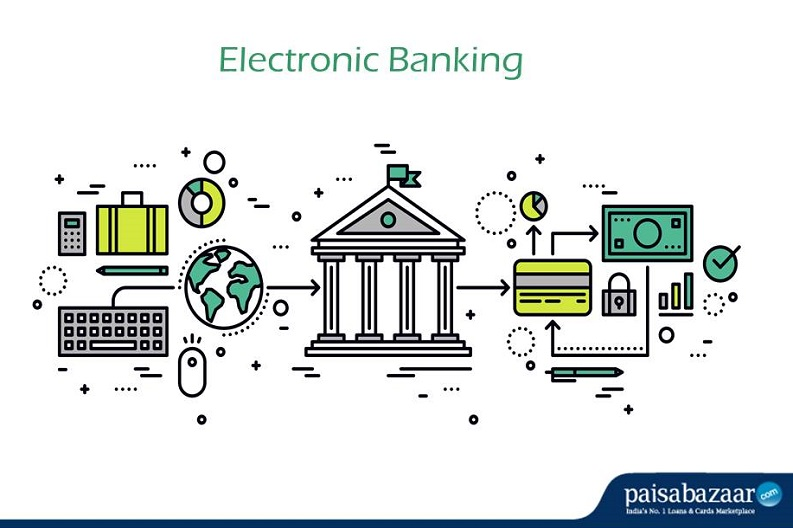 Electronic Banking
paisabazaar.com
India's No. 1 Loans & Cards Marketplace